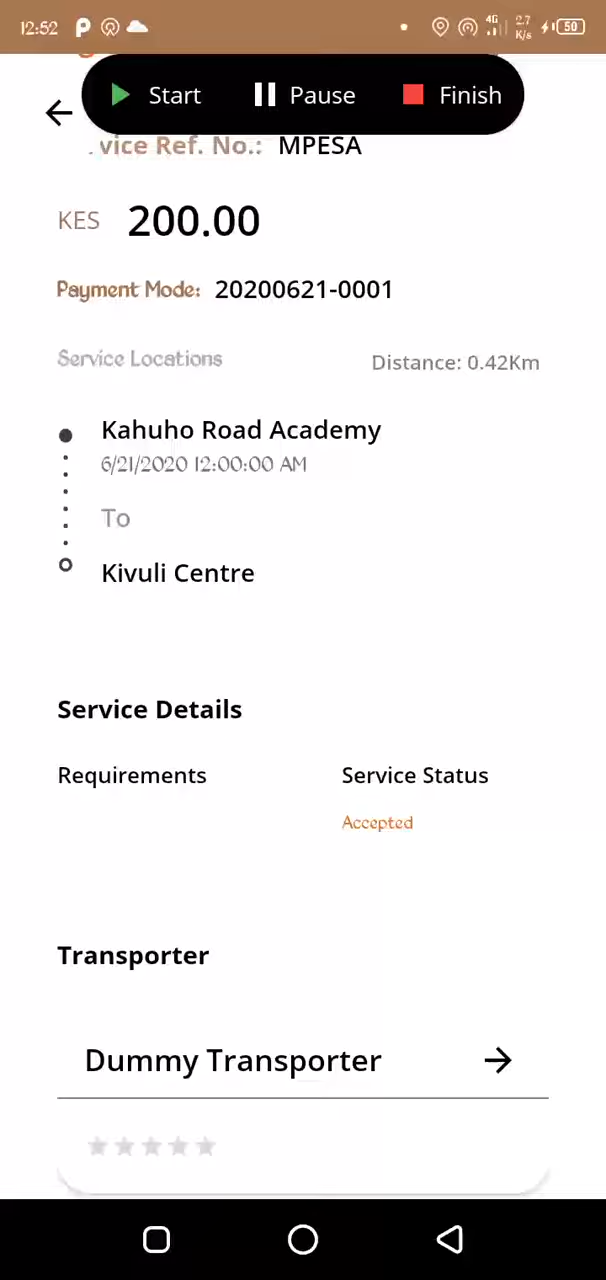 12:52
4G 2.7 K/s 50
Start Pause Finish
vice Ref. No.: MPESA
KES 200.00
Payment Mode: 20200621-0001
Service Locations Distance: 0.42Km
Kahuho Road Academy
6/21/2020 12:00:00 AM
To
Kivuli Centre
Service Details
Requirements Service Status
Accepted
Transporter
Dummy Transporter